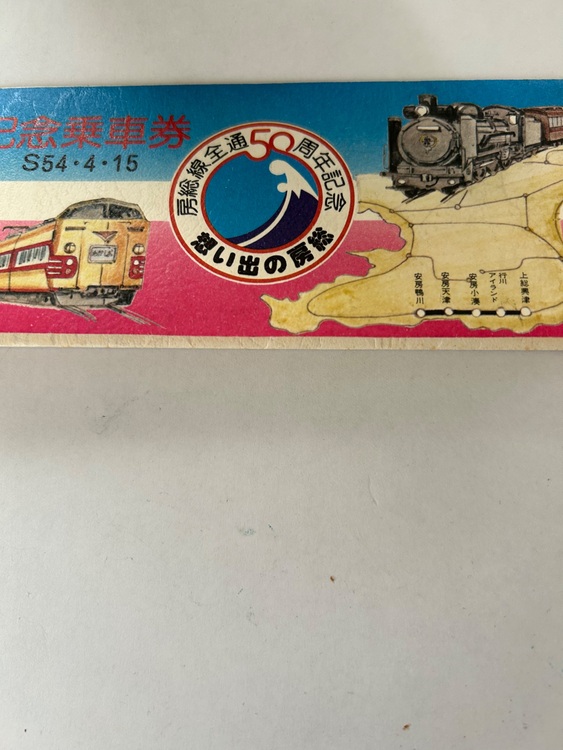 記念乗車券
S54・4・15
房総線全通50周年記念
想い出の房総
安房鴨川
安房天津
安房小湊
行川アイランド
上総興津